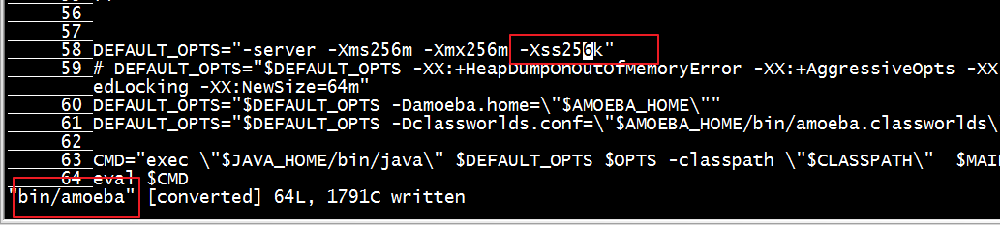 56
57
58 DEFAULT_OPTS="-server -Xms256m -Xmx256m -Xss256k"
59 # DEFAULT_OPTS="$DEFAULT_OPTS -XX:+HeapDumpOnOutOfMemoryError -XX:+AggressiveOpts -XX
edLocking -XX:NewSize=64m"
60 DEFAULT_OPTS="$DEFAULT_OPTS -Damoeba.home=\"$AMOEBA_HOME\""
61 DEFAULT_OPTS="$DEFAULT_OPTS -Dclassworlds.conf=\"$AMOEBA_HOME/bin/amoeba.classworlds\
62
63 CMD="exec \"$JAVA_HOME/bin/java\" $DEFAULT_OPTS $OPTS -classpath \"$CLASSPATH\" $MAI
64 eval $CMD
"bin/amoeba" [converted] 64L, 1791C written